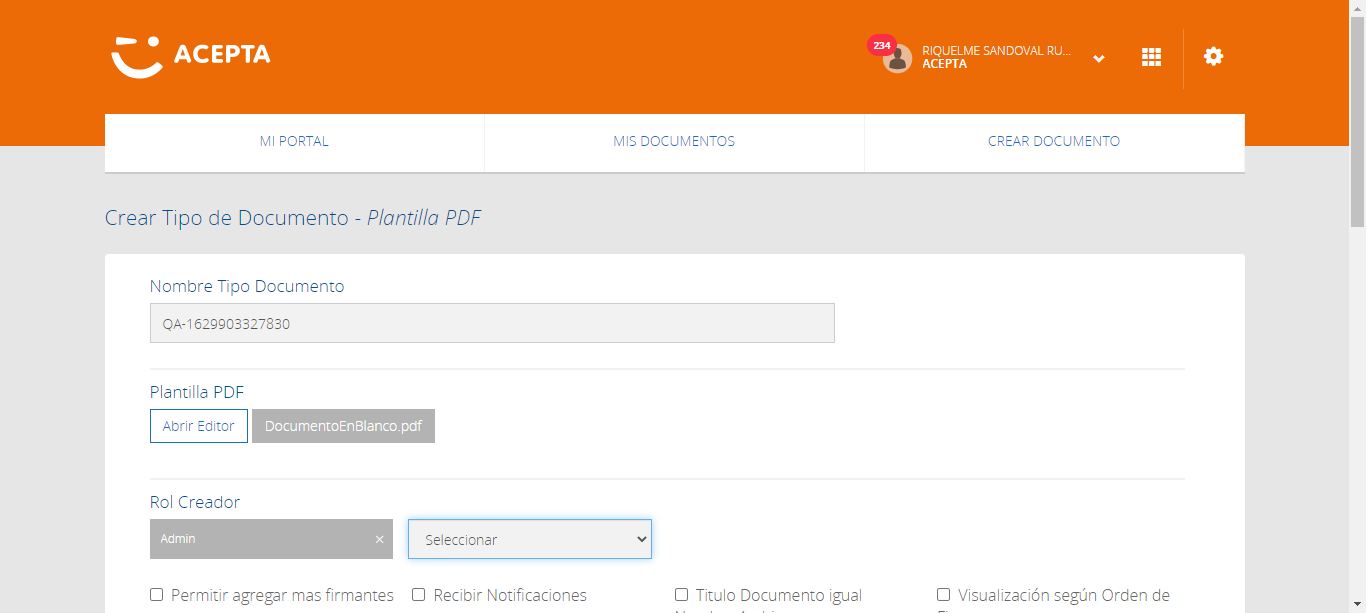 ACEPTA
234
RIQUELME SANDOVAL RU...
ACEPTA
MI PORTAL
MIS DOCUMENTOS
CREAR DOCUMENTO
Crear Tipo de Documento - Plantilla PDF
Nombre Tipo Documento
QA-1629903327830
Plantilla PDF
Abrir Editor
DocumentoEnBlanco.pdf
Rol Creador
Admin ×
Seleccionar
Permitir agregar mas firmantes
Recibir Notificaciones
Titulo Documento igual
Visualización según Orden de